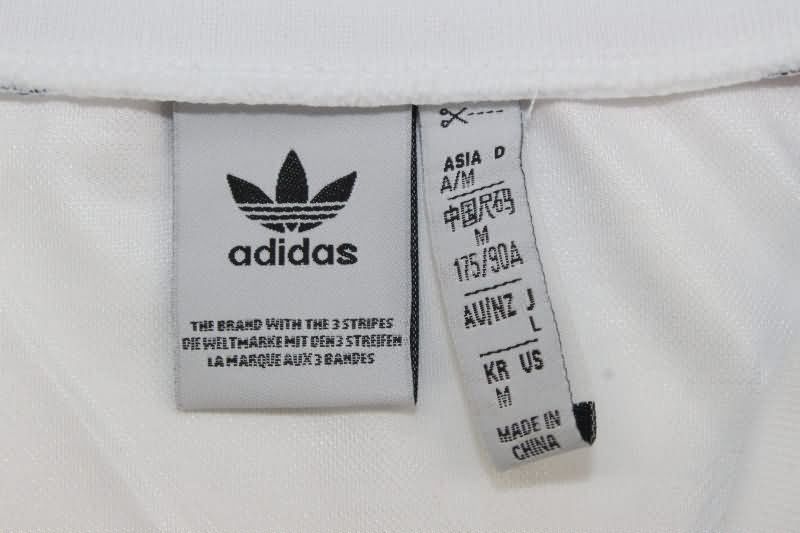 adidas
THE BRAND WITH THE 3 STRIPES
DIE WELTMARKE MIT DEN 3 STREIFEN
LA MARQUE AUX 3 BANDES
ASIA D
A/M
中国尺码
M
175/90A
AU/NZ J
L
KR US
M
MADE IN
CHINA